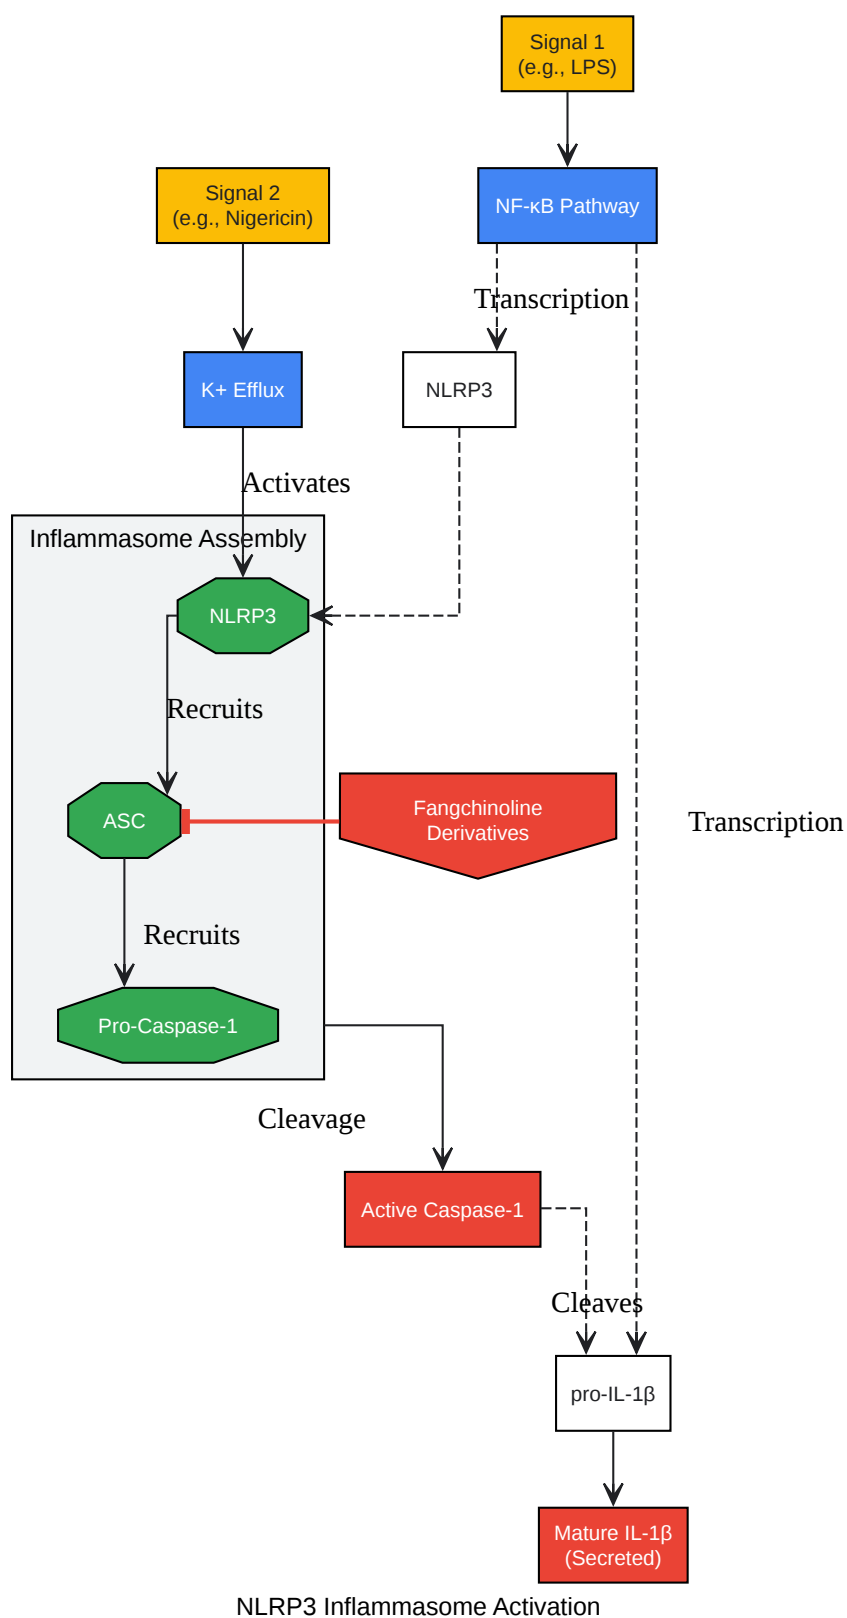 Signal 1
(e.g., LPS)
Signal 2
(e.g., Nigericin)
NF-κB Pathway
Transcription
K+ Efflux
NLRP3
Activates
Inflammasome Assembly
NLRP3
Recruits
Fangchinoline
Derivatives
ASC
Transcription
Recruits
Pro-Caspase-1
Cleavage
Active Caspase-1
Cleaves
pro-IL-1β
Mature IL-1β
(Secreted)
NLRP3 Inflammasome Activation